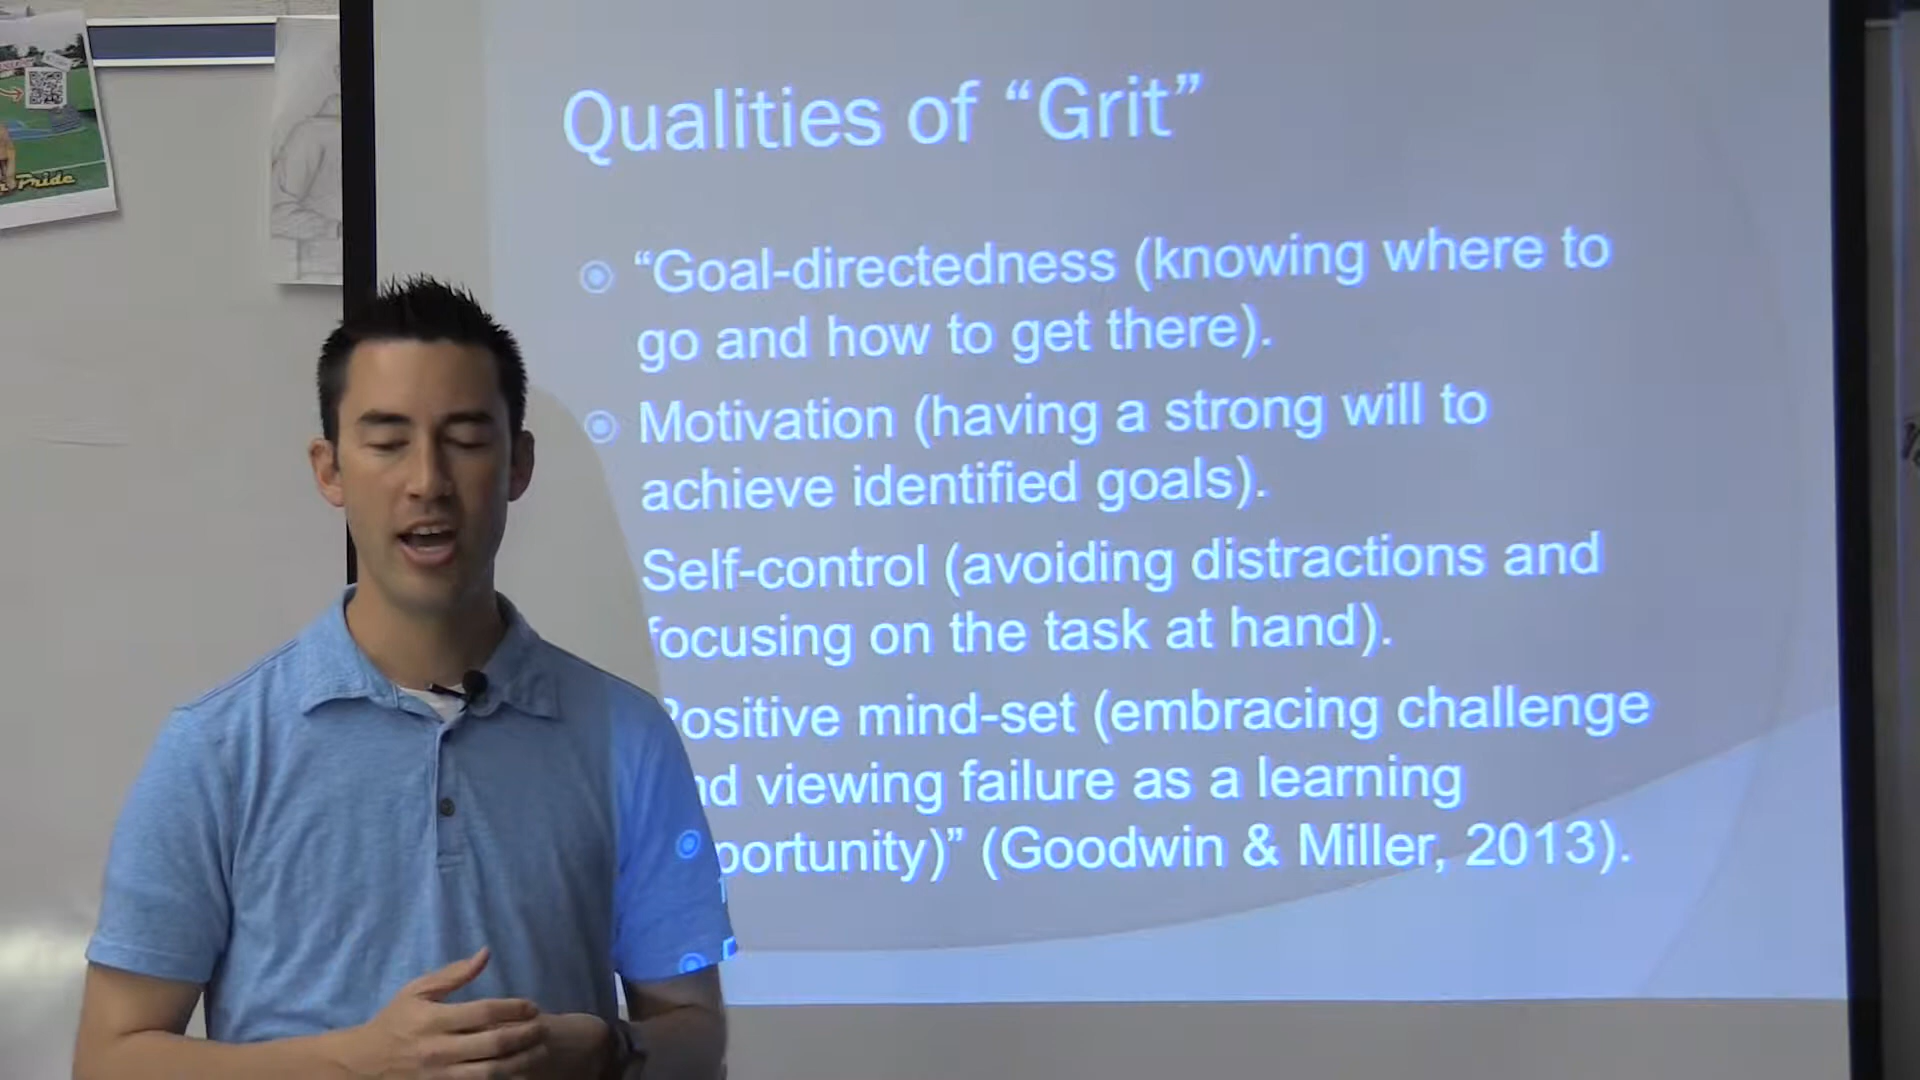 Qualities of “Grit”
“Goal-directedness (knowing where to
go and how to get there).
Motivation (having a strong will to
achieve identified goals).
Self-control (avoiding distractions and
focusing on the task at hand).
Positive mind-set (embracing challenge
and viewing failure as a learning
opportunity)” (Goodwin & Miller, 2013).
Pride